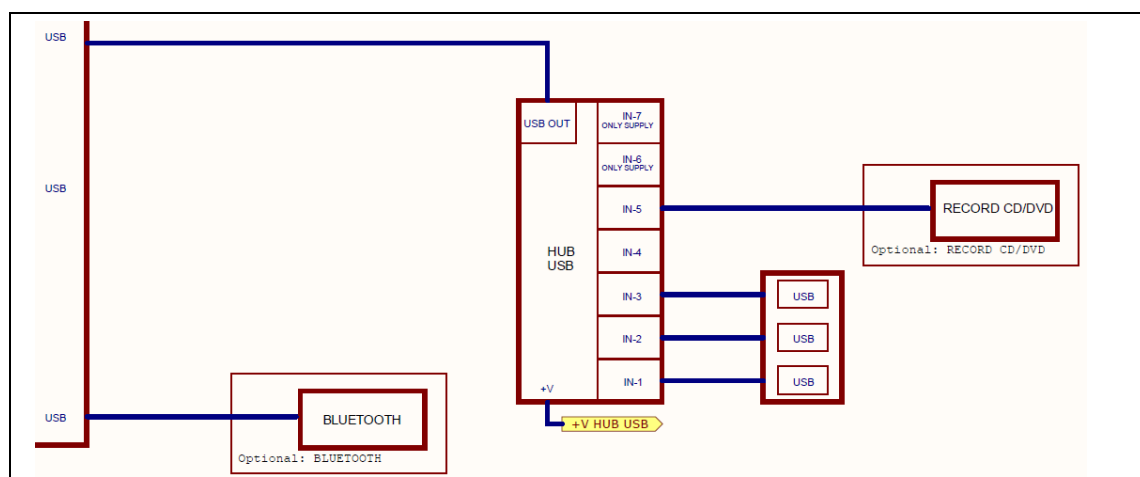 USB
USB OUT
IN-7
ONLY SUPPLY
IN-6
ONLY SUPPLY
USB
IN-5
RECORD CD/DVD
Optional: RECORD CD/DVD
HUB
USB
IN-4
IN-3
USB
IN-2
USB
IN-1
USB
+V
+V HUB USB
USB
BLUETOOTH
Optional: BLUETOOTH